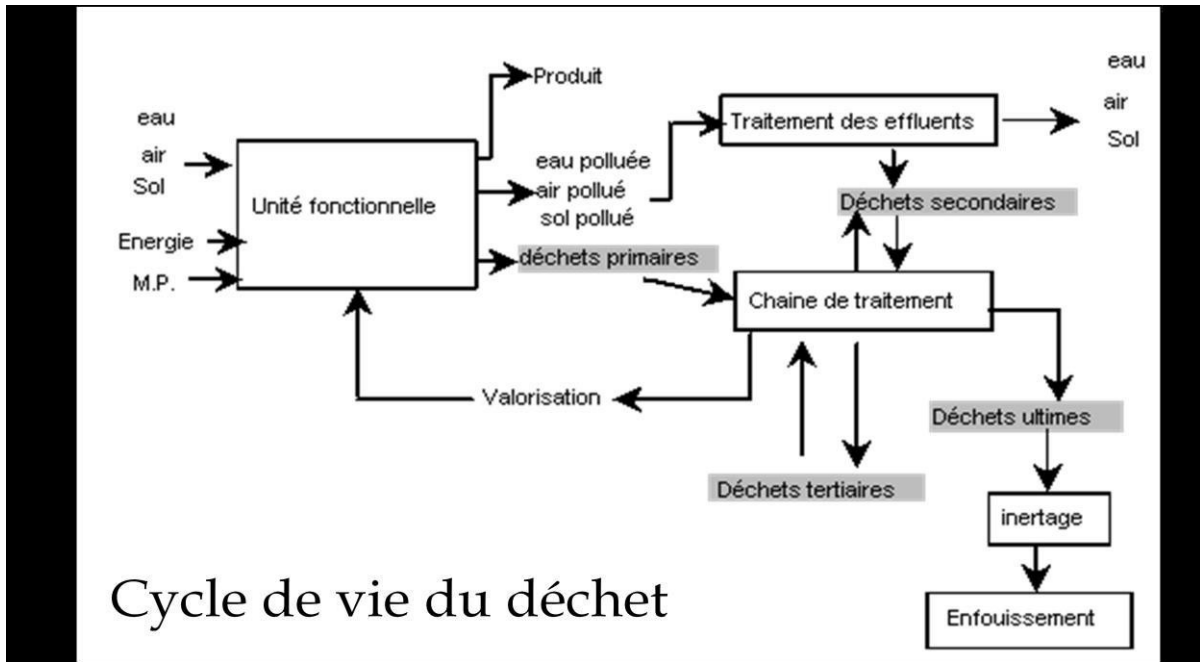 eau
air
Sol
Energie
M.P.
Unité fonctionnelle
Produit
eau polluée
air pollué
sol pollué
déchets primaires
Traitement des effluents
eau
air
Sol
Déchets secondaires
Chaine de traitement
Valorisation
Déchets tertiaires
Déchets ultimes
inertage
Enfouissement
Cycle de vie du déchet